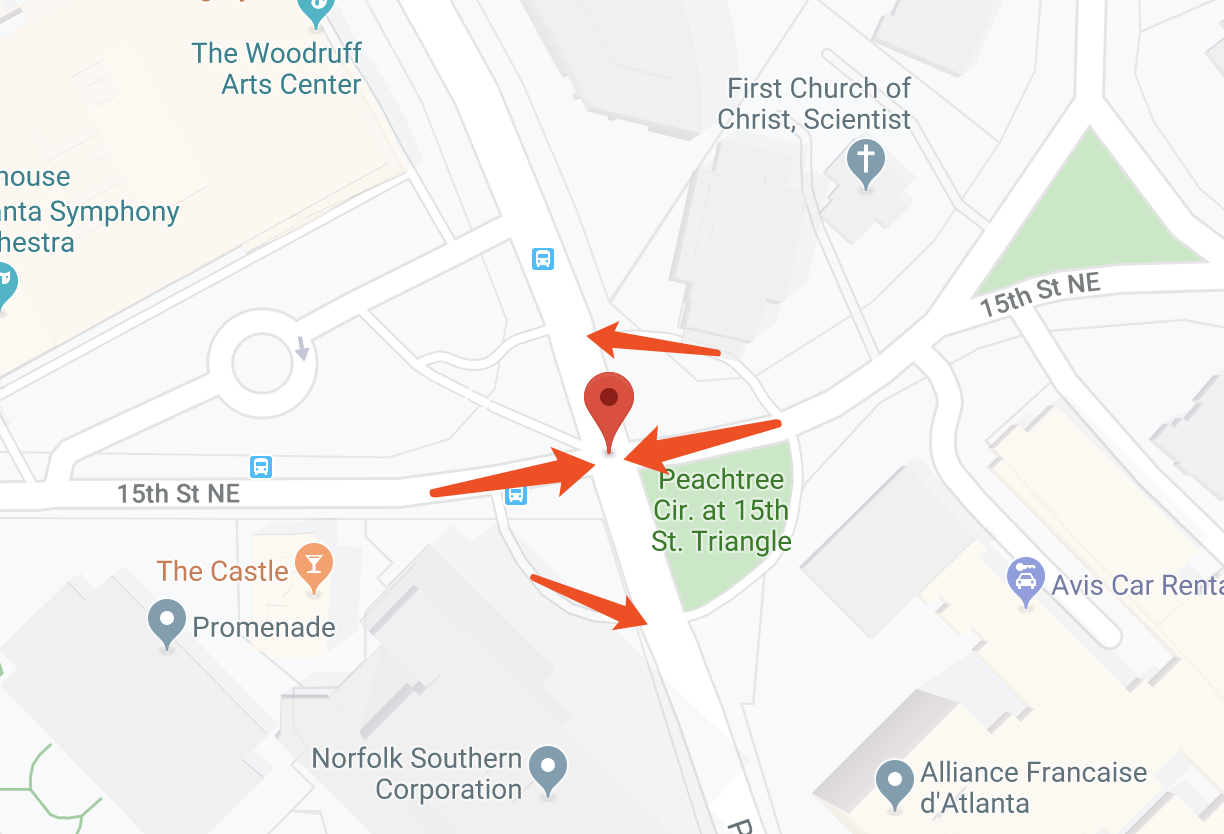 The Woodruff
Arts Center
First Church of
Christ, Scientist
house
anta Symphony
hestra
15th St NE
15th St NE
Peachtree
Cir. at 15th
St. Triangle
The Castle
Promenade
Avis Car Renta
Norfolk Southern
Corporation
Alliance Francaise
d'Atlanta
P